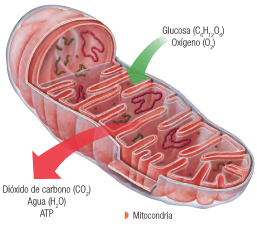 Glucosa (C₆H₁₂O₆)
Oxígeno (O₂)
Dióxido de carbono (CO₂)
Agua (H₂O)
ATP
Mitocondria